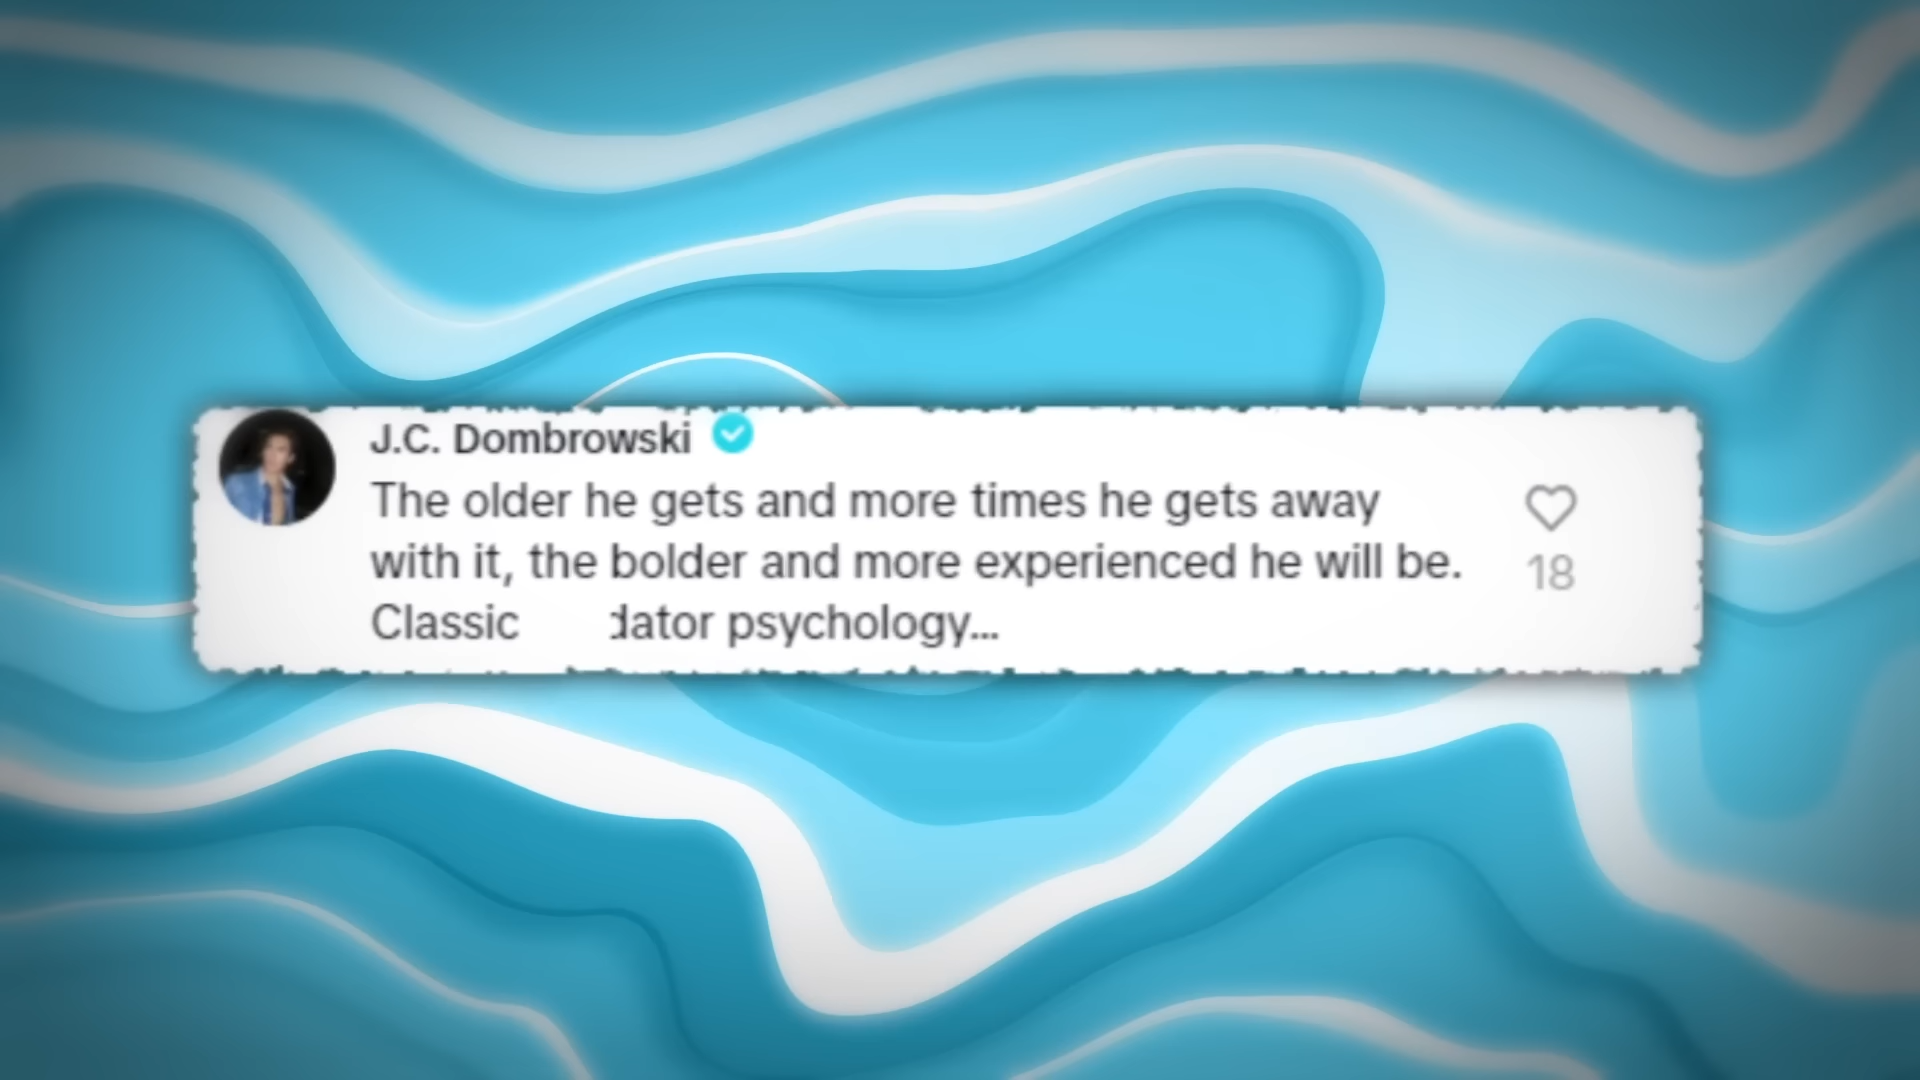 J.C. Dombrowski
The older he gets and more times he gets away
with it, the bolder and more experienced he will be.
Classic dator psychology...
18